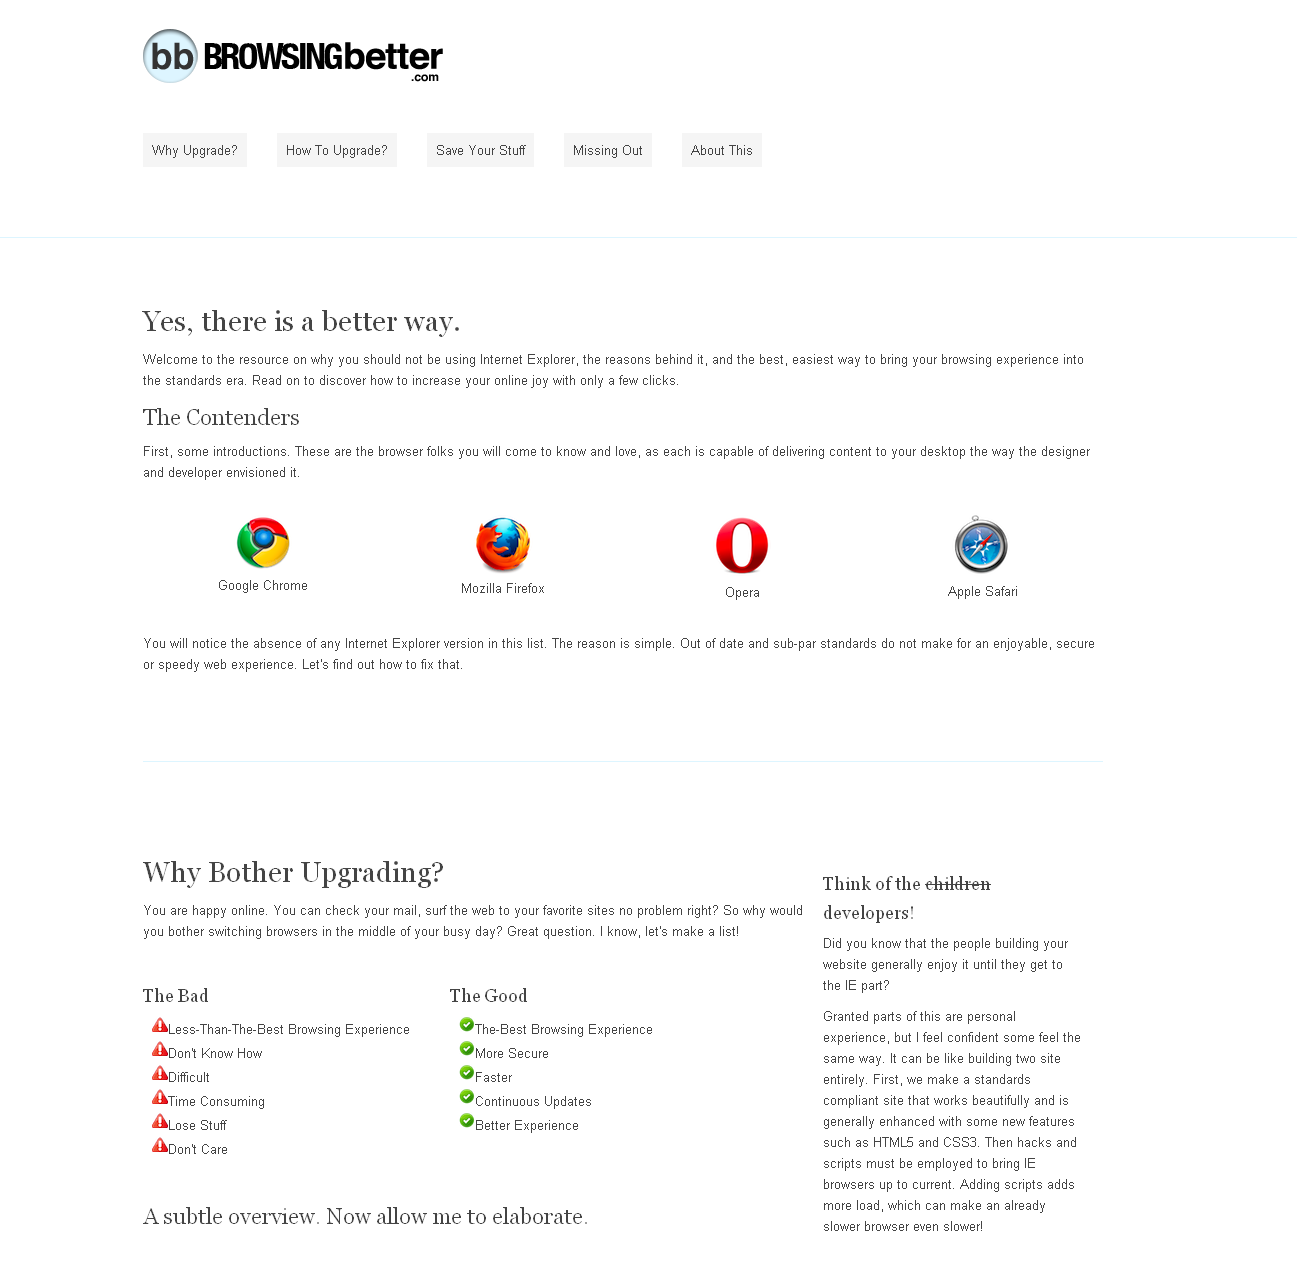 bb BROWSINGbetter
.com
Why Upgrade? How To Upgrade? Save Your Stuff Missing Out About This
Yes, there is a better way.
Welcome to the resource on why you should not be using Internet Explorer, the reasons behind it, and the best, easiest way to bring your browsing experience into
the standards era. Read on to discover how to increase your online joy with only a few clicks.
The Contenders
First, some introductions. These are the browser folks you will come to know and love, as each is capable of delivering content to your desktop the way the designer
and developer envisioned it.
Google Chrome Mozilla Firefox Opera Apple Safari
You will notice the absence of any Internet Explorer version in this list. The reason is simple. Out of date and sub-par standards do not make for an enjoyable, secure
or speedy web experience. Let's find out how to fix that.
Why Bother Upgrading?
You are happy online. You can check your mail, surf the web to your favorite sites no problem right? So why would
you bother switching browsers in the middle of your busy day? Great question. I know, let's make a list!
The Bad
Less-Than-The-Best Browsing Experience
Don't Know How
Difficult
Time Consuming
Lose Stuff
Don't Care
The Good
The-Best Browsing Experience
More Secure
Faster
Continuous Updates
Better Experience
A subtle overview. Now allow me to elaborate.
Think of the children
developers!
Did you know that the people building your
website generally enjoy it until they get to
the IE part?
Granted parts of this are personal
experience, but I feel confident some feel the
same way. It can be like building two site
entirely. First, we make a standards
compliant site that works beautifully and is
generally enhanced with some new features
such as HTML5 and CSS3. Then hacks and
scripts must be employed to bring IE
browsers up to current. Adding scripts adds
more load, which can make an already
slower browser even slower!